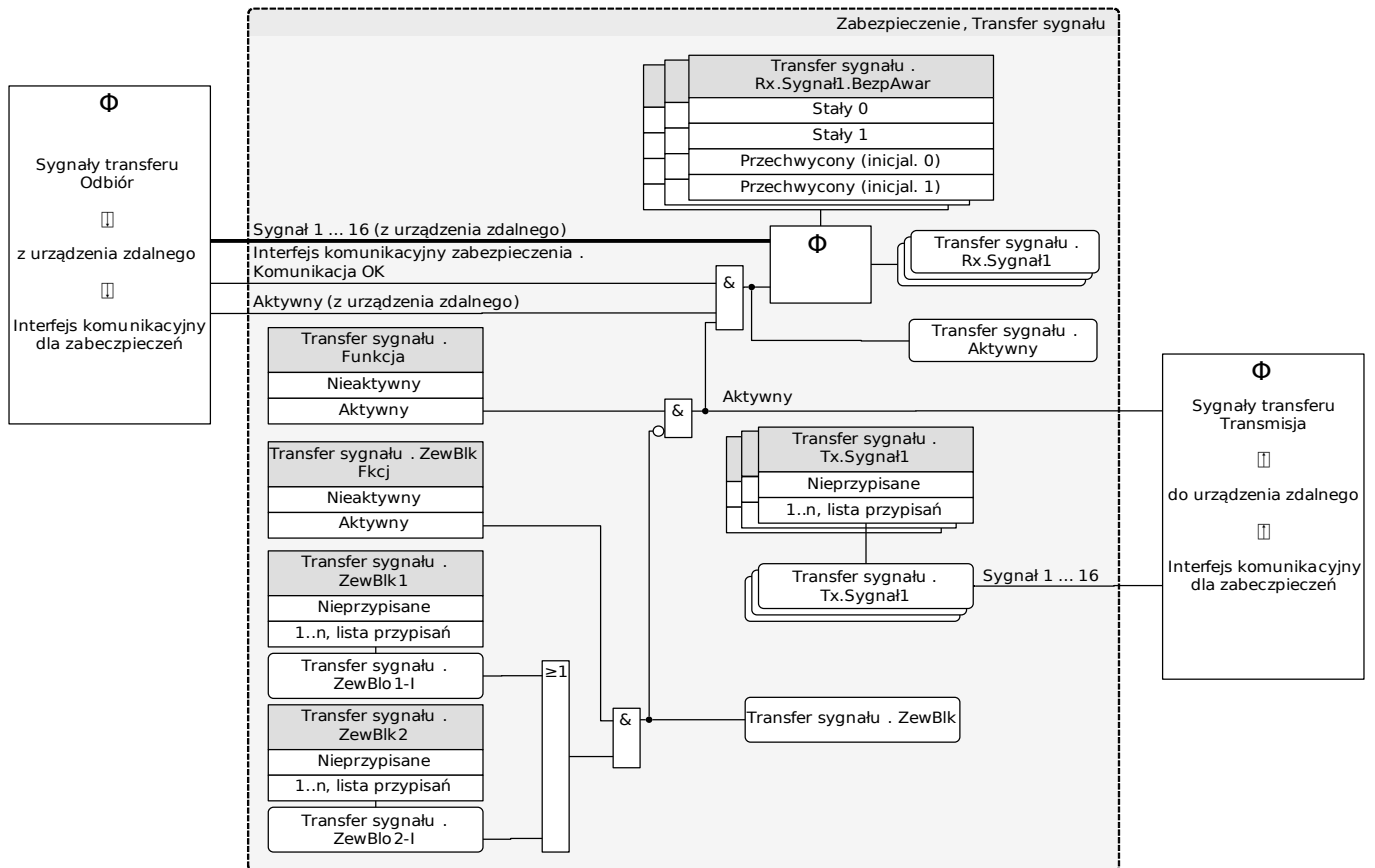 Zabezpieczenie, Transfer sygnału
Φ
Sygnały transferu
Odbiór
z urządzenia zdalnego
Interfejs komunikacyjny
dla zabeczpieczeń
Transfer sygnału .
Rx.Sygnał1.BezpAwar
Stały 0
Stały 1
Przechwycony (inicjal. 0)
Przechwycony (inicjal. 1)
Sygnał 1 ... 16 (z urządzenia zdalnego)
Interfejs komunikacyjny zabezpieczenia .
Komunikacja OK
Aktywny (z urządzenia zdalnego)
&
Φ
Transfer sygnału .
Rx.Sygnał1
Transfer sygnału .
Aktywny
Transfer sygnału .
Funkcja
Nieaktywny
Aktywny
&
Aktywny
Transfer sygnału . ZewBlk
Fkcj
Nieaktywny
Aktywny
Transfer sygnału .
Tx.Sygnał1
Nieprzypisane
1..n, lista przypisań
Transfer sygnału .
Tx.Sygnał1
Sygnał 1 ... 16
Φ
Sygnały transferu
Transmisja
do urządzenia zdalnego
Interfejs komunikacyjny
dla zabeczpieczeń
Transfer sygnału .
ZewBlk1
Nieprzypisane
1..n, lista przypisań
Transfer sygnału .
ZewBlo1-I
≥1
&
Transfer sygnału . ZewBlk
Transfer sygnału .
ZewBlk2
Nieprzypisane
1..n, lista przypisań
Transfer sygnału .
ZewBlo2-I